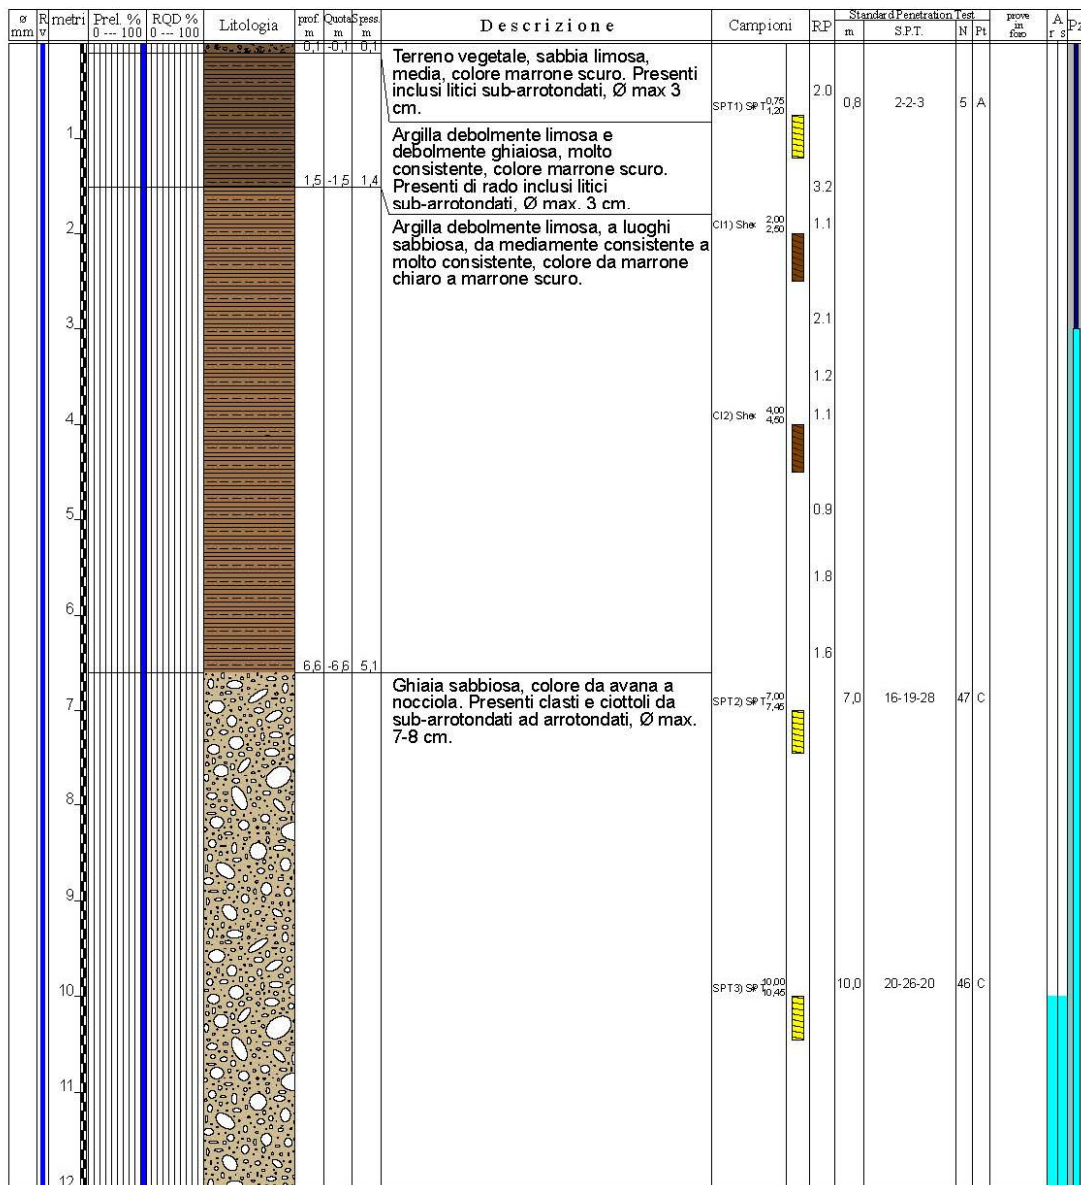 ø mm R v metri Prel. % 0 --- 100 RQD % 0 --- 100 Litologia prof. m Quota m Spess. m Descrizione Campioni RP Standard Penetration Test m S.P.T. N Pt prove in foro A r s Pz
0,1 -0,1 0,1
Terreno vegetale, sabbia limosa,
media, colore marrone scuro. Presenti
inclusi litici sub-arrotondati, Ø max 3
cm.
2.0
SPT1) SPT 0,75 1,20
0,8 2-2-3 5 A
1
Argilla debolmente limosa e
debolmente ghiaiosa, molto
consistente, colore marrone scuro.
Presenti di rado inclusi litici
sub-arrotondati, Ø max. 3 cm.
1,5 -1,5 1,4
3.2
2
Argilla debolmente limosa, a luoghi
sabbiosa, da mediamente consistente a
molto consistente, colore da marrone
chiaro a marrone scuro.
CI1) She 2,00 2,50
1.1
3
2.1
1.2
4
CI2) She 4,00 4,50
1.1
5
0.9
1.8
6
1.6
6,6 -6,6 5,1
Ghiaia sabbiosa, colore da avana a
nocciola. Presenti clasti e ciottoli da
sub-arrotondati ad arrotondati, Ø max.
7-8 cm.
7
SPT2) SPT 7,00 7,45
7,0 16-19-28 47 C
8
9
10
SPT3) SPT 10,00 10,45
10,0 20-26-20 46 C
11
12